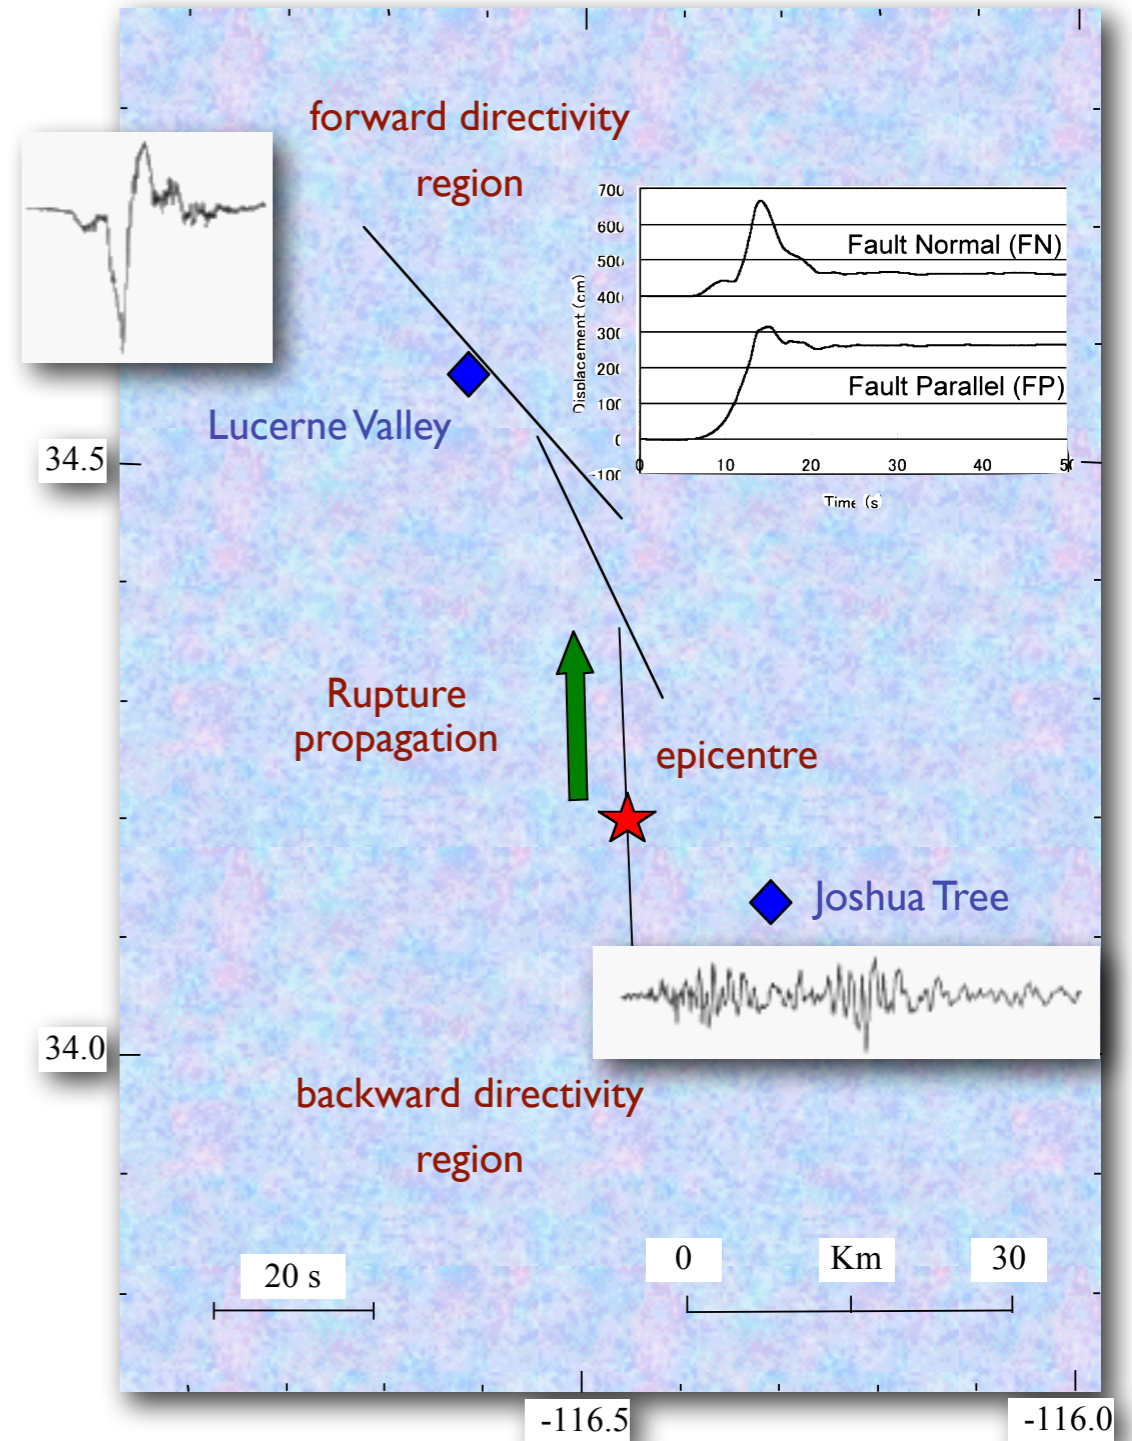 forward directivity
region
700
600
500
400
300
200
100
0
-100
Displacement (cm)
Fault Normal (FN)
Fault Parallel (FP)
0 10 20 30 40
Time (s
Lucerne Valley
34.5
Rupture
propagation
epicentre
Joshua Tree
34.0
backward directivity
region
20 s
0 Km 30
-116.5 -116.0